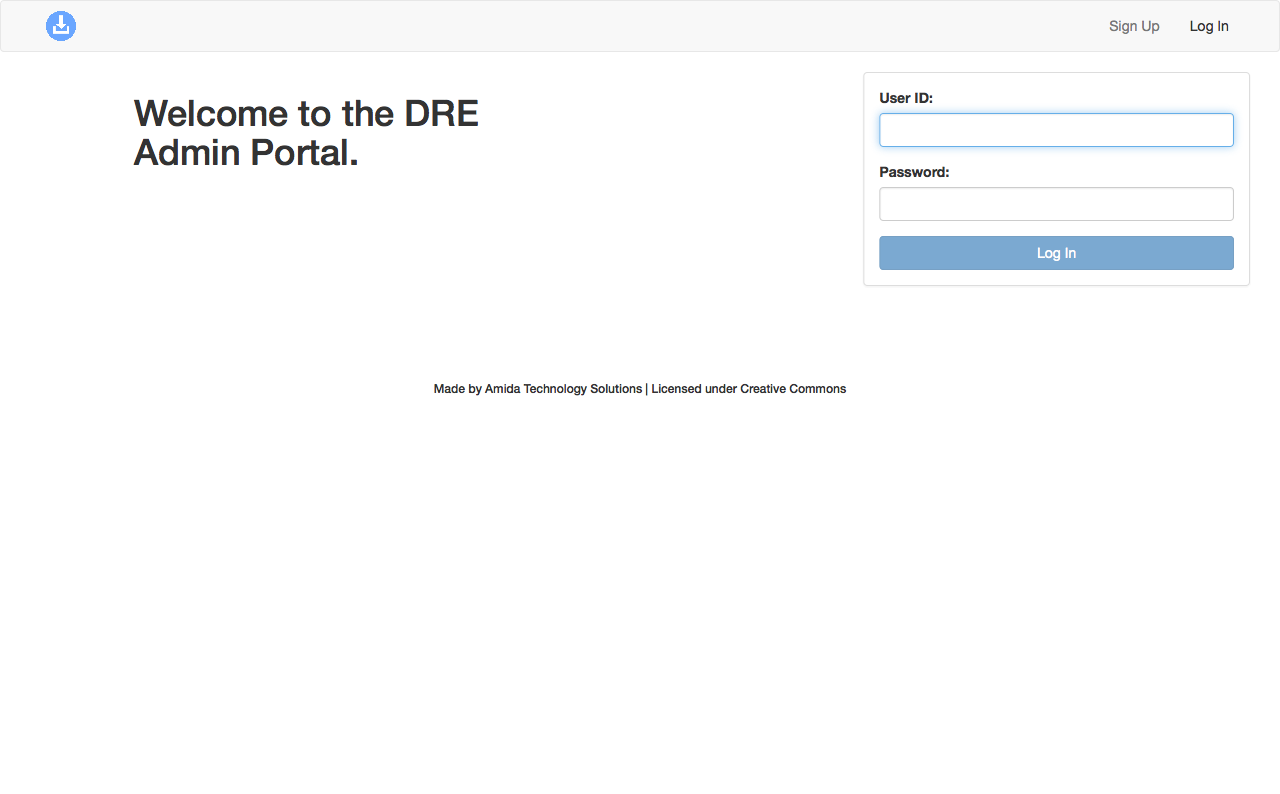 Sign Up
Log In
Welcome to the DRE
Admin Portal.
User ID:
Password:
Log In
Made by Amida Technology Solutions | Licensed under Creative Commons